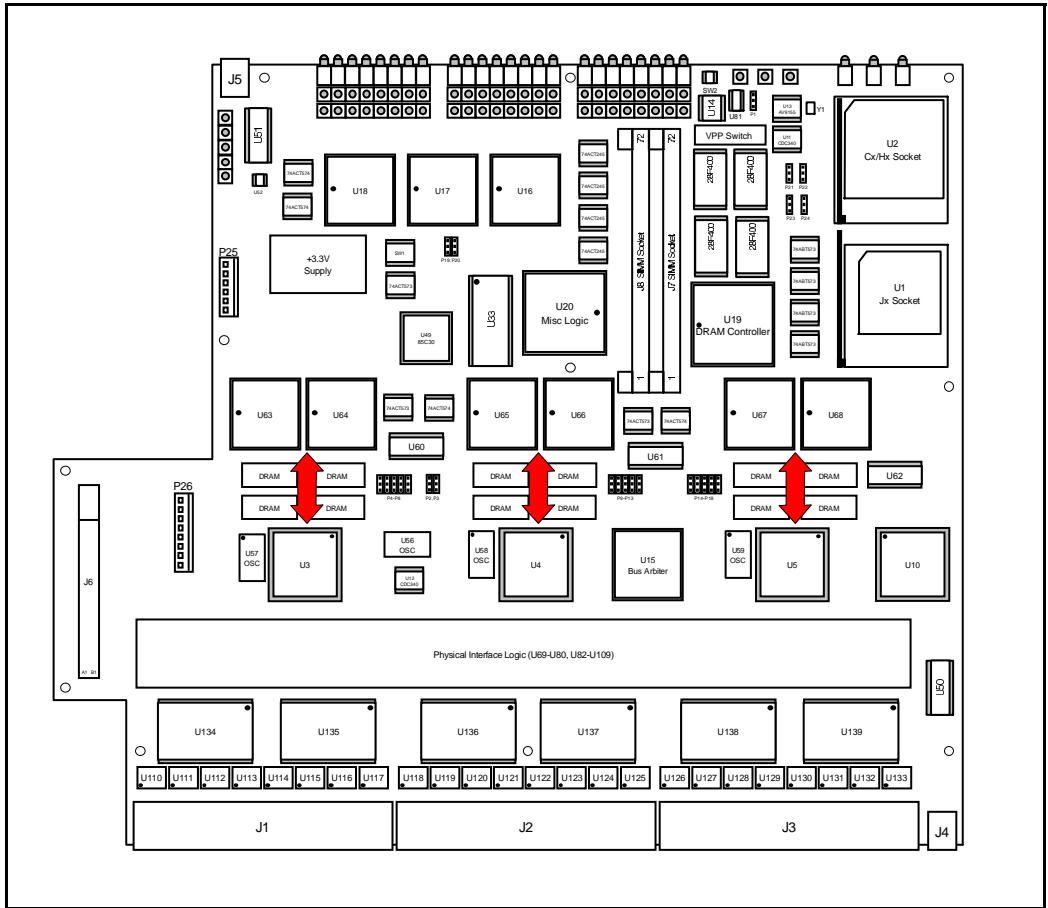 J5
SW2
U14
U81
P1
U13
AV9155
Y1
U51
72
72
VPP Switch
U11
CDC340
U2
Cx/Hx Socket
U52
74ACT574
74ACT574
U18
U17
U16
74ACT245
74ACT245
74ACT245
74ACT245
28F400
28F400
28F400
28F400
P21
P22
P23
P24
P25
+3.3V
Supply
SW1
74ACT573
P19, P20
U33
U20
Misc Logic
J8 SIMM Socket
J7 SIMM Socket
1
1
U19
DRAM Controller
74ABT573
74ABT573
74ABT573
74ABT573
U1
Jx Socket
U49
85C30
U63
U64
74ACT573
74ACT574
U60
U65
U66
74ACT573
74ACT574
U61
U67
U68
U62
DRAM
DRAM
DRAM
DRAM
P2, P3
DRAM
DRAM
DRAM
DRAM
P9-P13
P14-P18
DRAM
DRAM
DRAM
DRAM
P26
J6
A1 B1
U57
OSC
U3
U56
OSC
U12
CDC340
U58
OSC
U4
U15
Bus Arbiter
U59
OSC
U5
U10
Physical Interface Logic (U69-U80, U82-U109)
U50
U134
U135
U136
U137
U138
U139
U110
U111
U112
U113
U114
U115
U116
U117
U118
U119
U120
U121
U122
U123
U124
U125
U126
U127
U128
U129
U130
U131
U132
U133
J1
J2
J3
J4